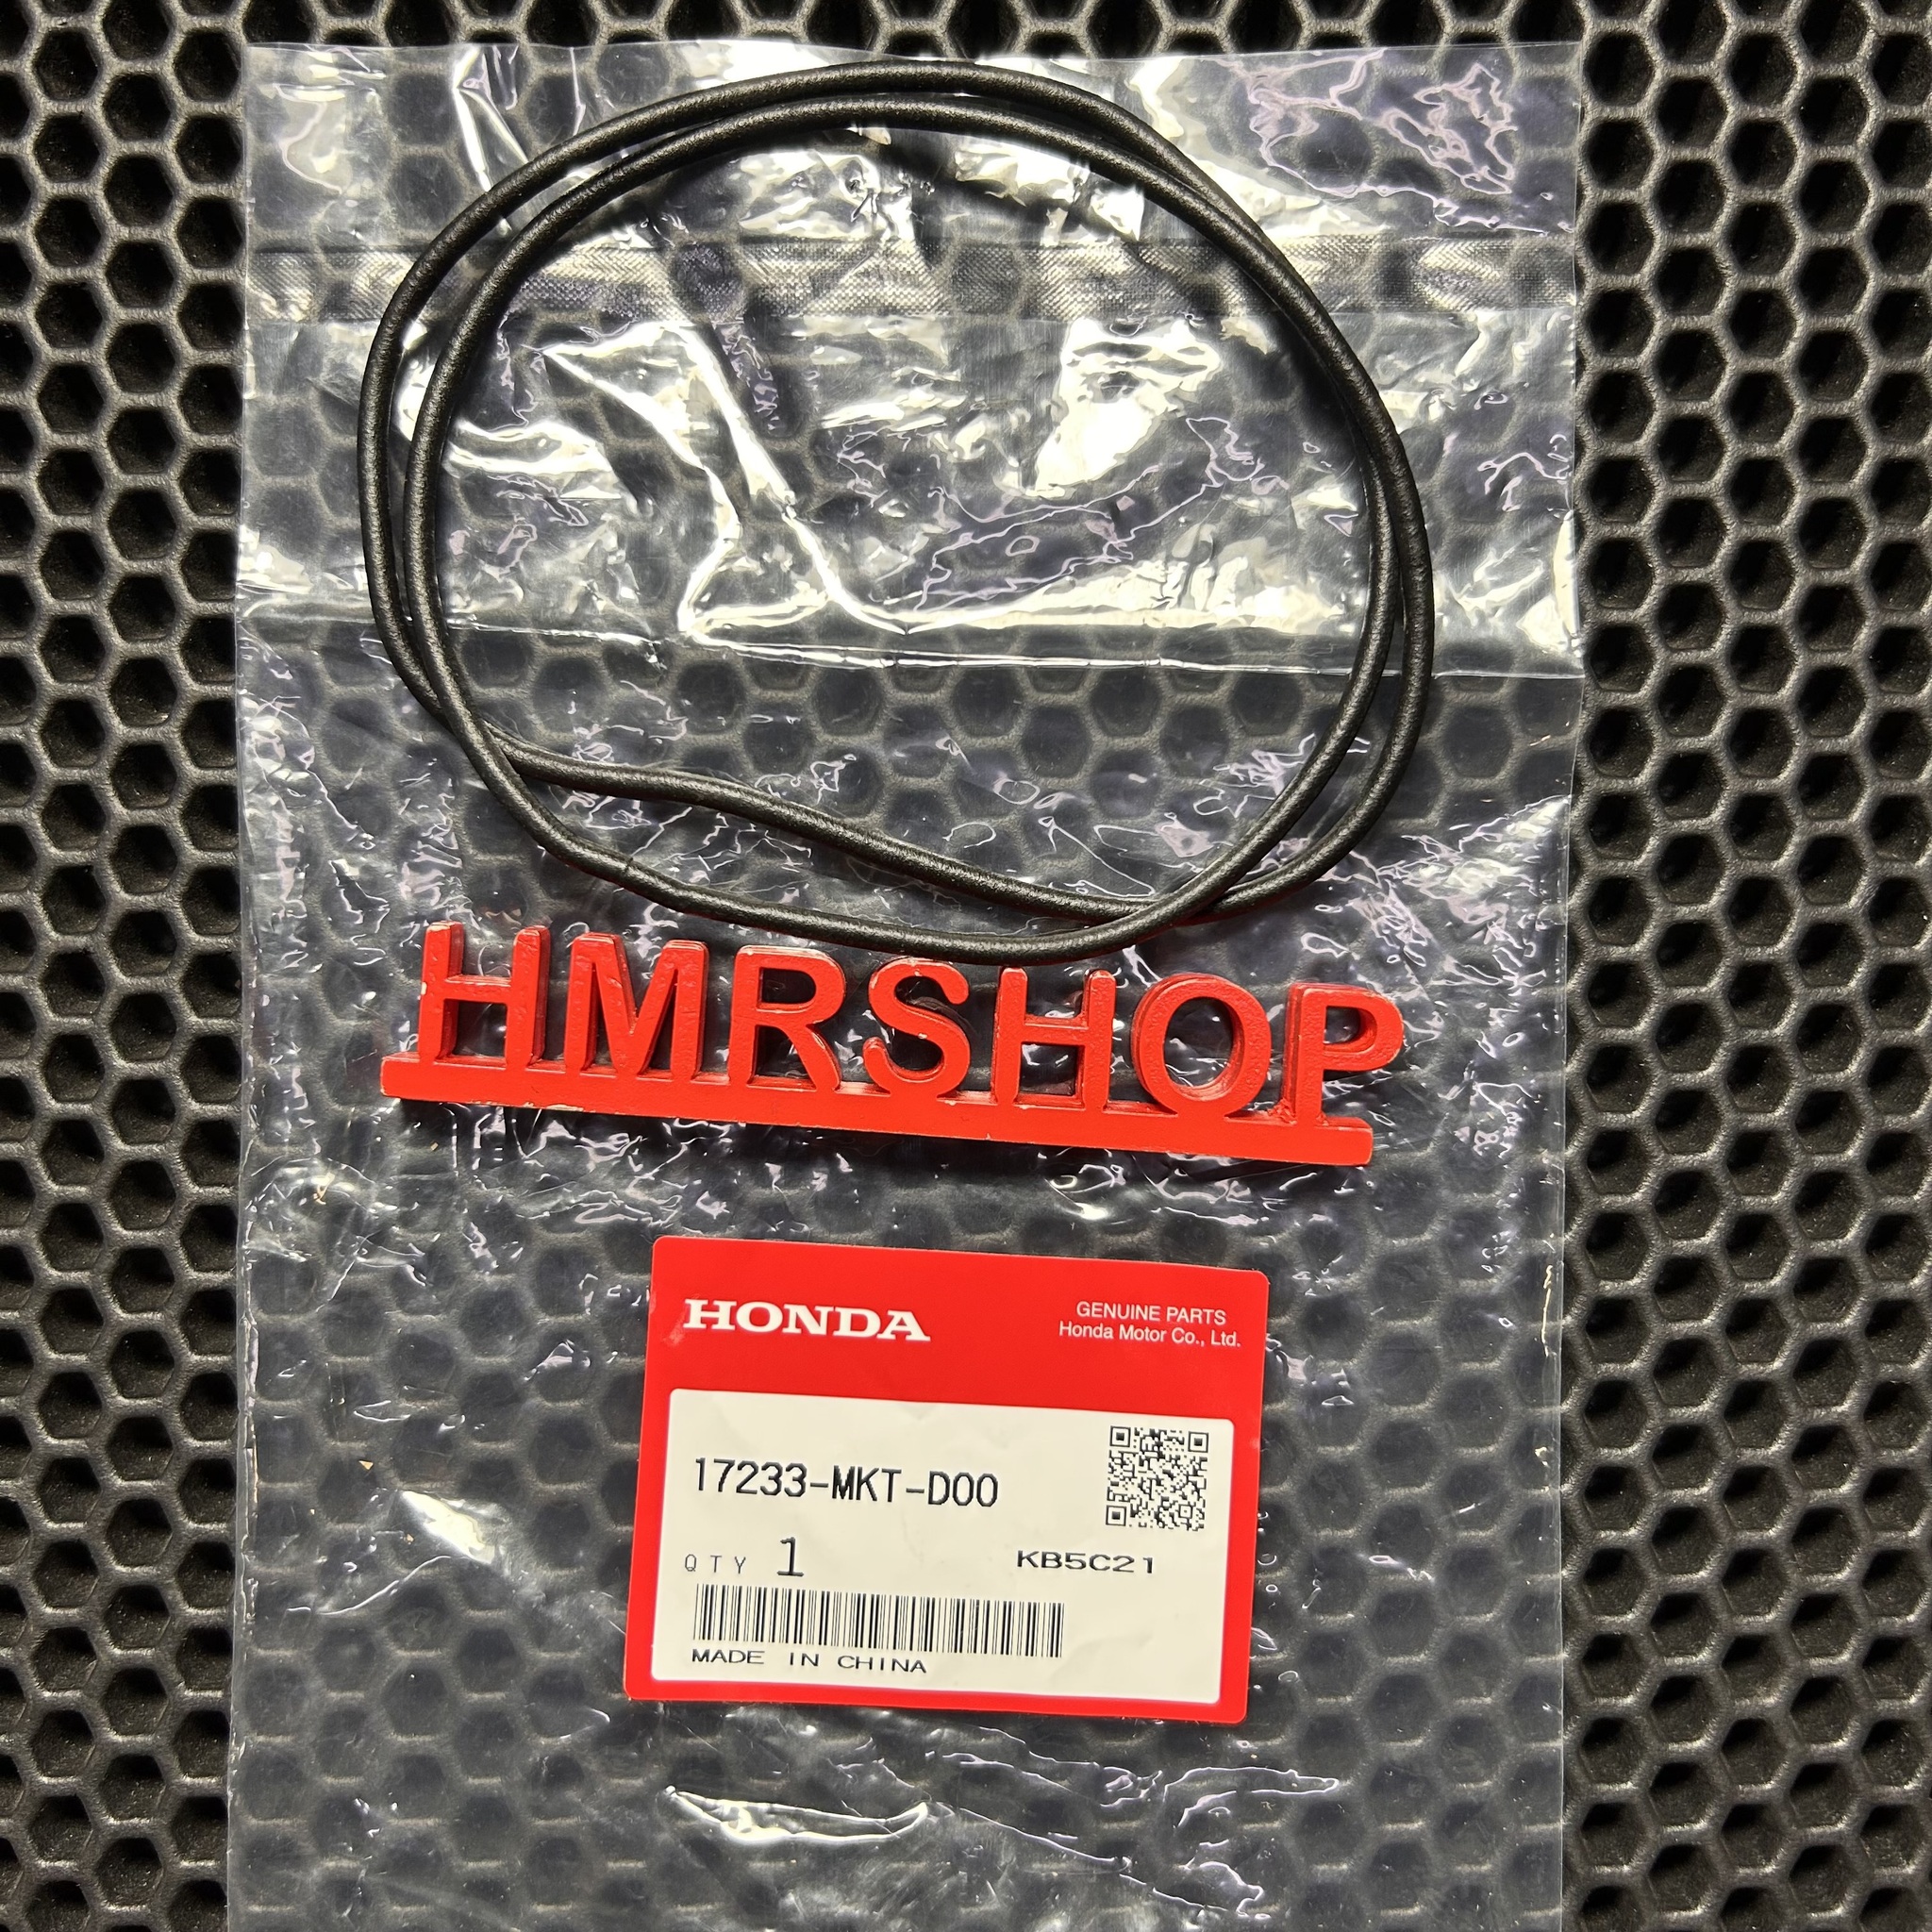 HMRSHOP
HONDA
GENUINE PARTS
Honda Motor Co., Ltd.
17233-MKT-D00
QTY 1
KB5C21
MADE IN CHINA